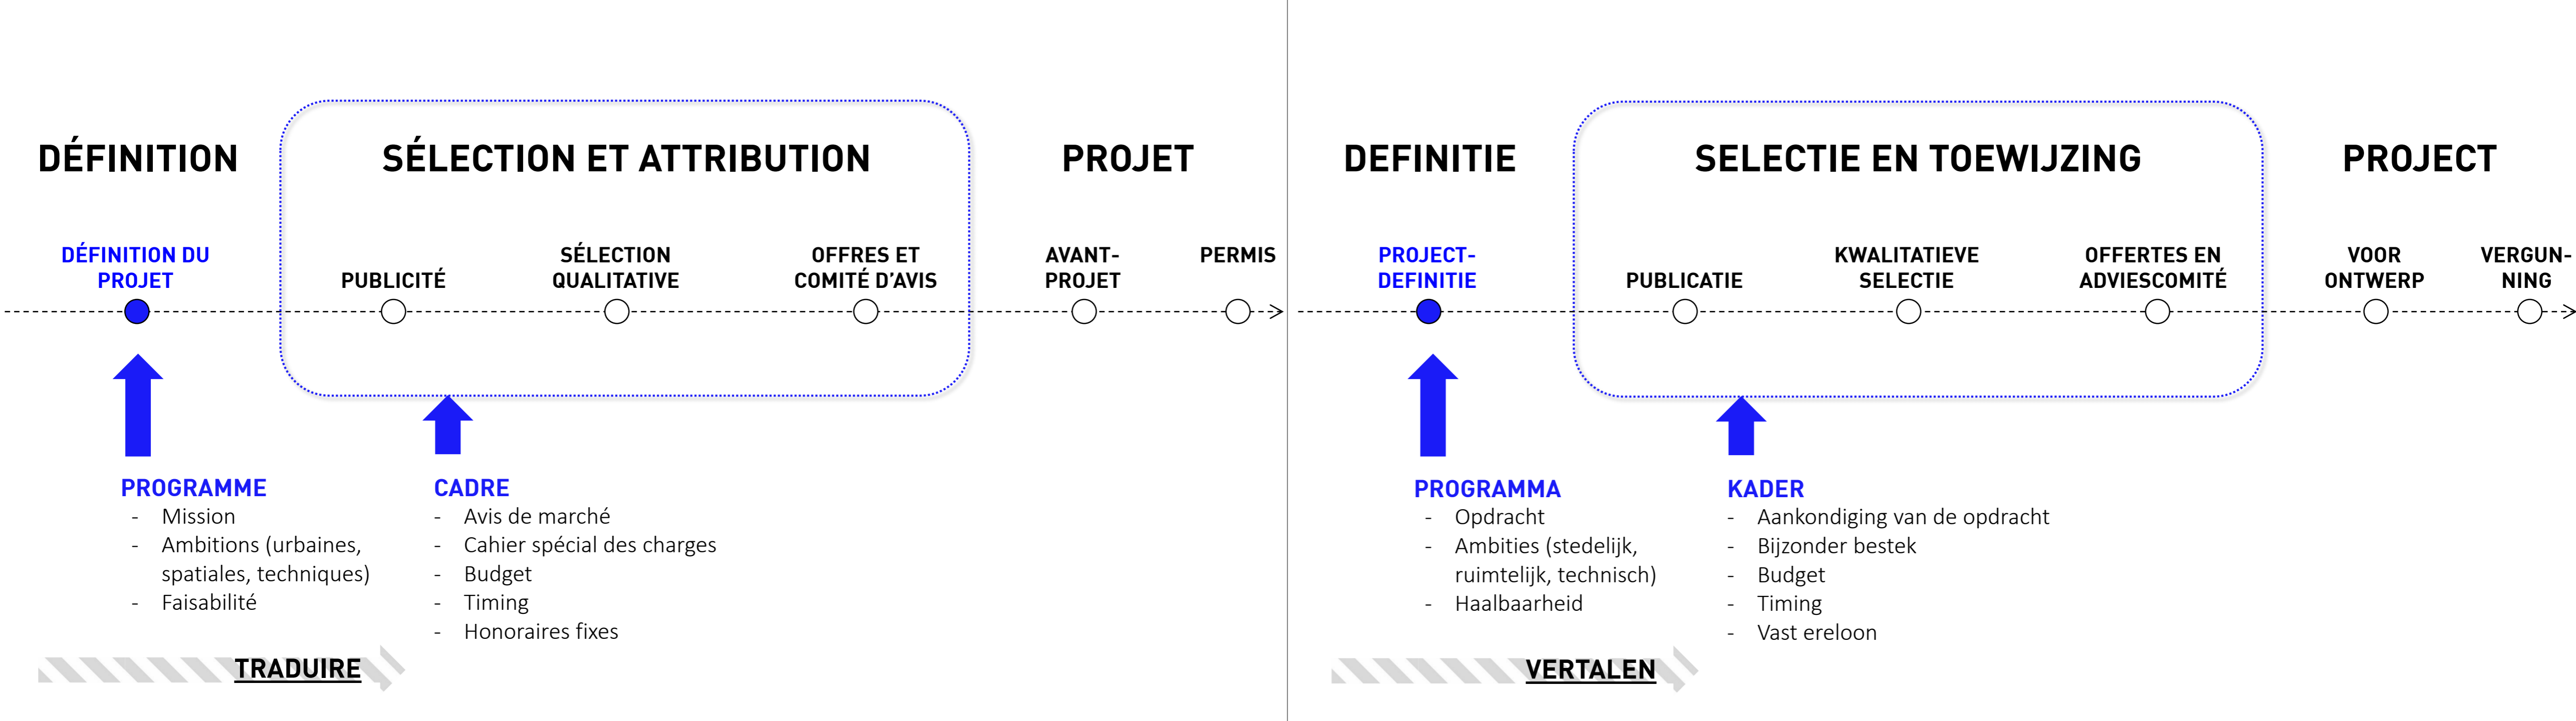 DÉFINITION
SÉLECTION ET ATTRIBUTION
PROJET
DÉFINITION DU
PROJET
PUBLICITÉ
SÉLECTION
QUALITATIVE
OFFRES ET
COMITÉ D’AVIS
AVANT-
PROJET
PERMIS
PROGRAMME
- Mission
- Ambitions (urbaines,
spatiales, techniques)
- Faisabilité
CADRE
- Avis de marché
- Cahier spécial des charges
- Budget
- Timing
- Honoraires fixes
TRADUIRE
DEFINITIE
SELECTIE EN TOEWIJZING
PROJECT
PROJECT-
DEFINITIE
PUBLICATIE
KWALITATIEVE
SELECTIE
OFFERTES EN
ADVIESCOMITÉ
VOOR
ONTWERP
VERGUN-
NING
PROGRAMMA
- Opdracht
- Ambities (stedelijk,
ruimtelijk, technisch)
- Haalbaarheid
KADER
- Aankondiging van de opdracht
- Bijzonder bestek
- Budget
- Timing
- Vast ereloon
VERTALEN